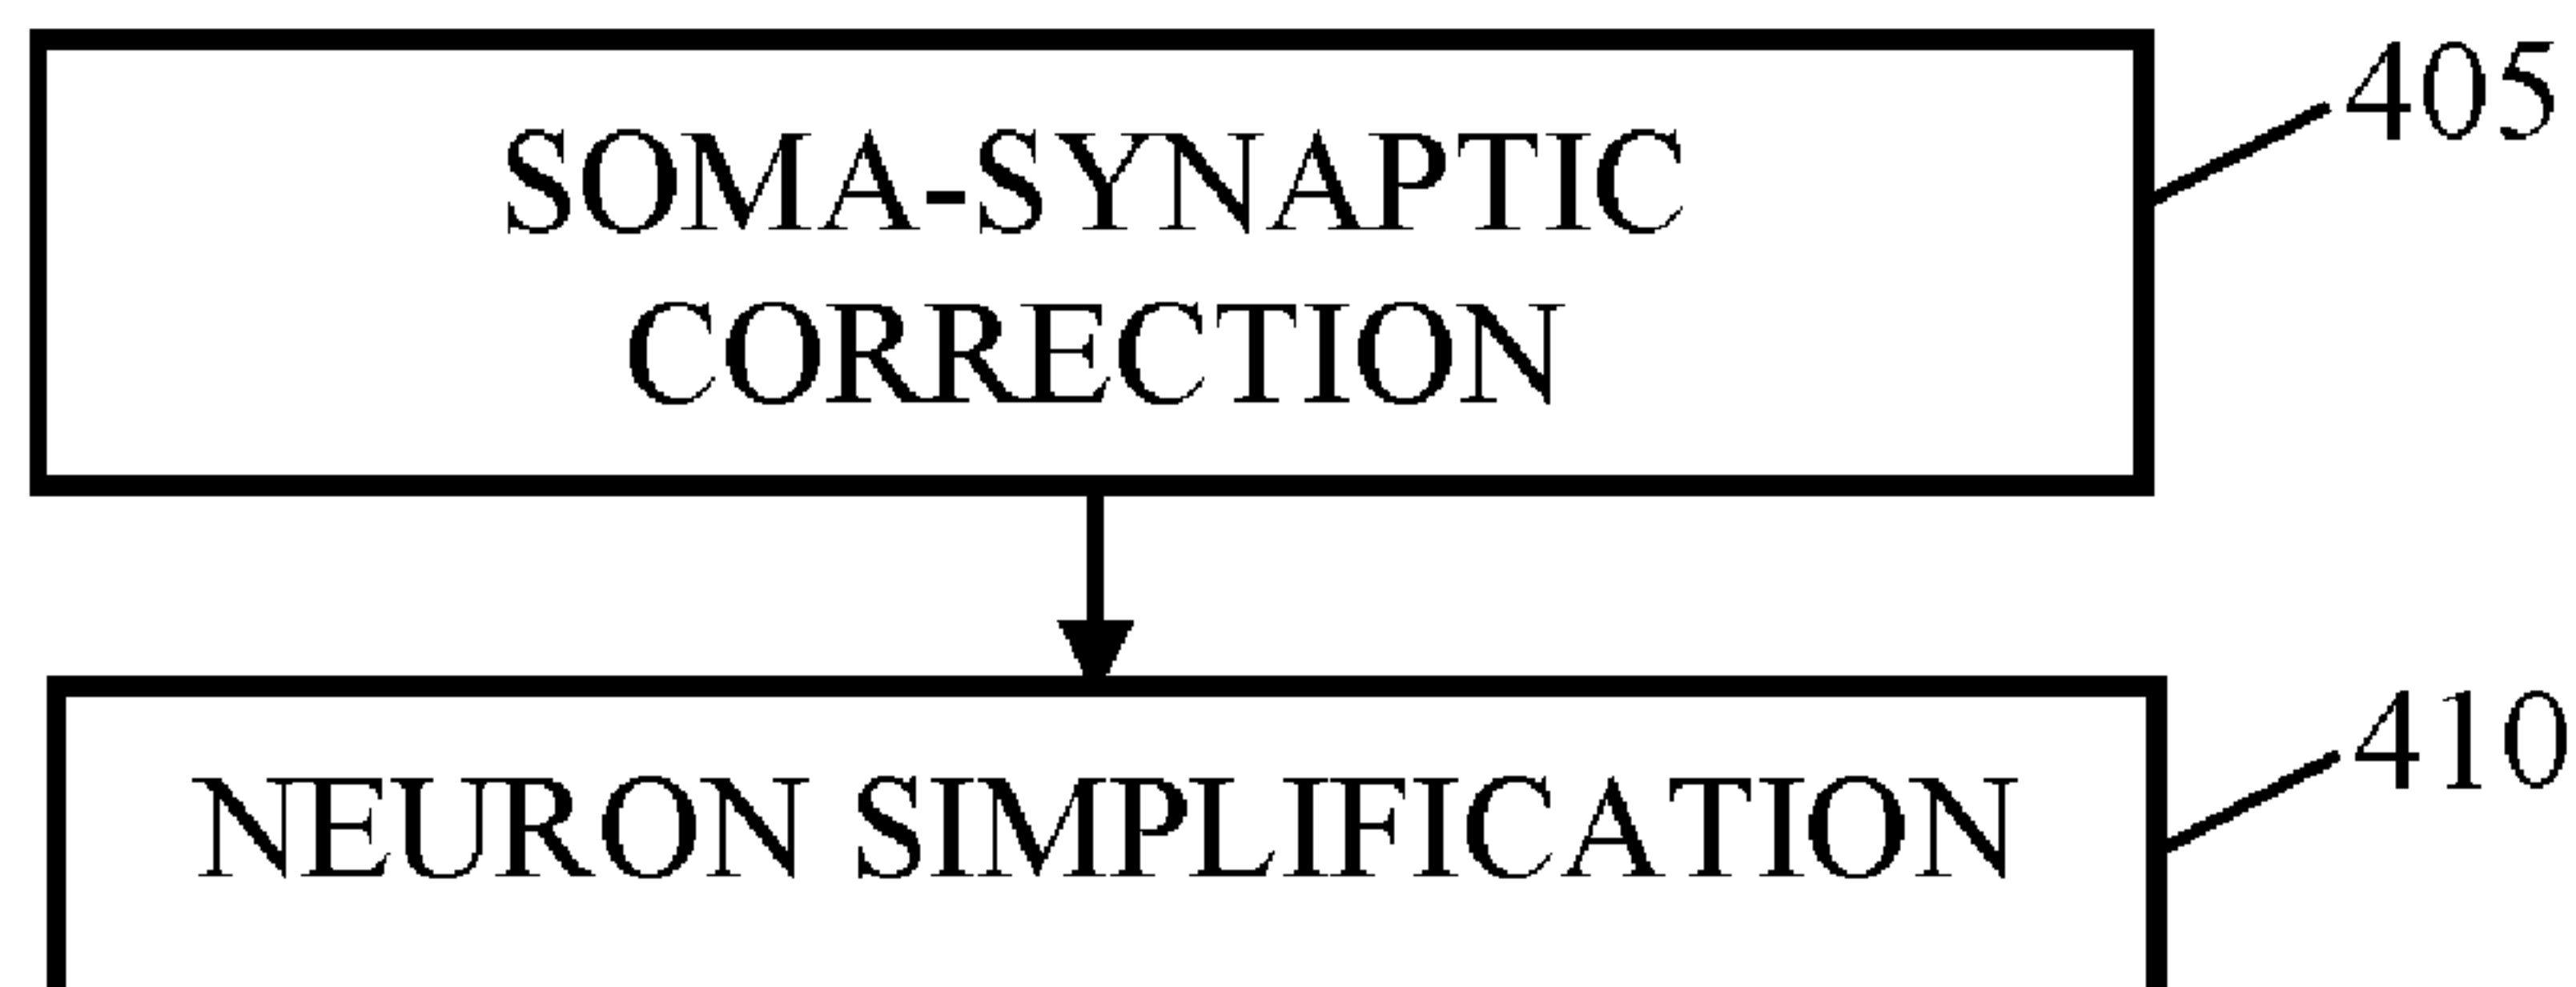 405
SOMA-SYNAPTIC
CORRECTION
410
NEURON SIMPLIFICATION